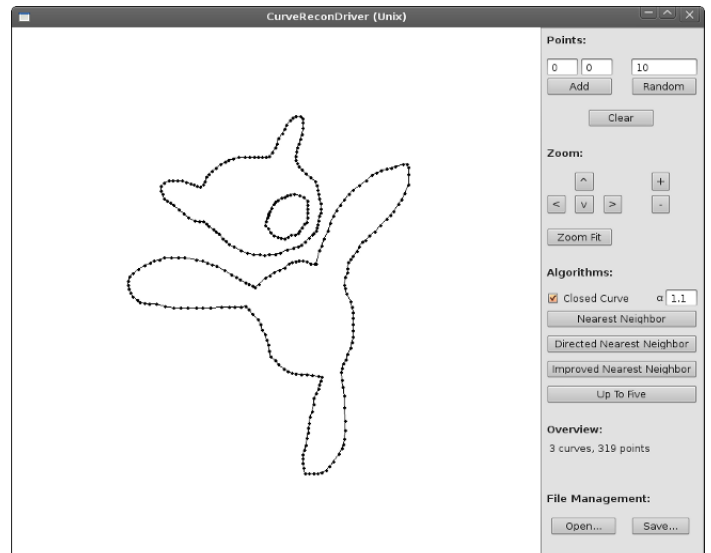 CurveReconDriver (Unix)
Points:
0 0 10
Add Random
Clear
Zoom:
^ +
< v > -
Zoom Fit
Algorithms:
Closed Curve α 1.1
Nearest Neighbor
Directed Nearest Neighbor
Improved Nearest Neighbor
Up To Five
Overview:
3 curves, 319 points
File Management:
Open... Save...